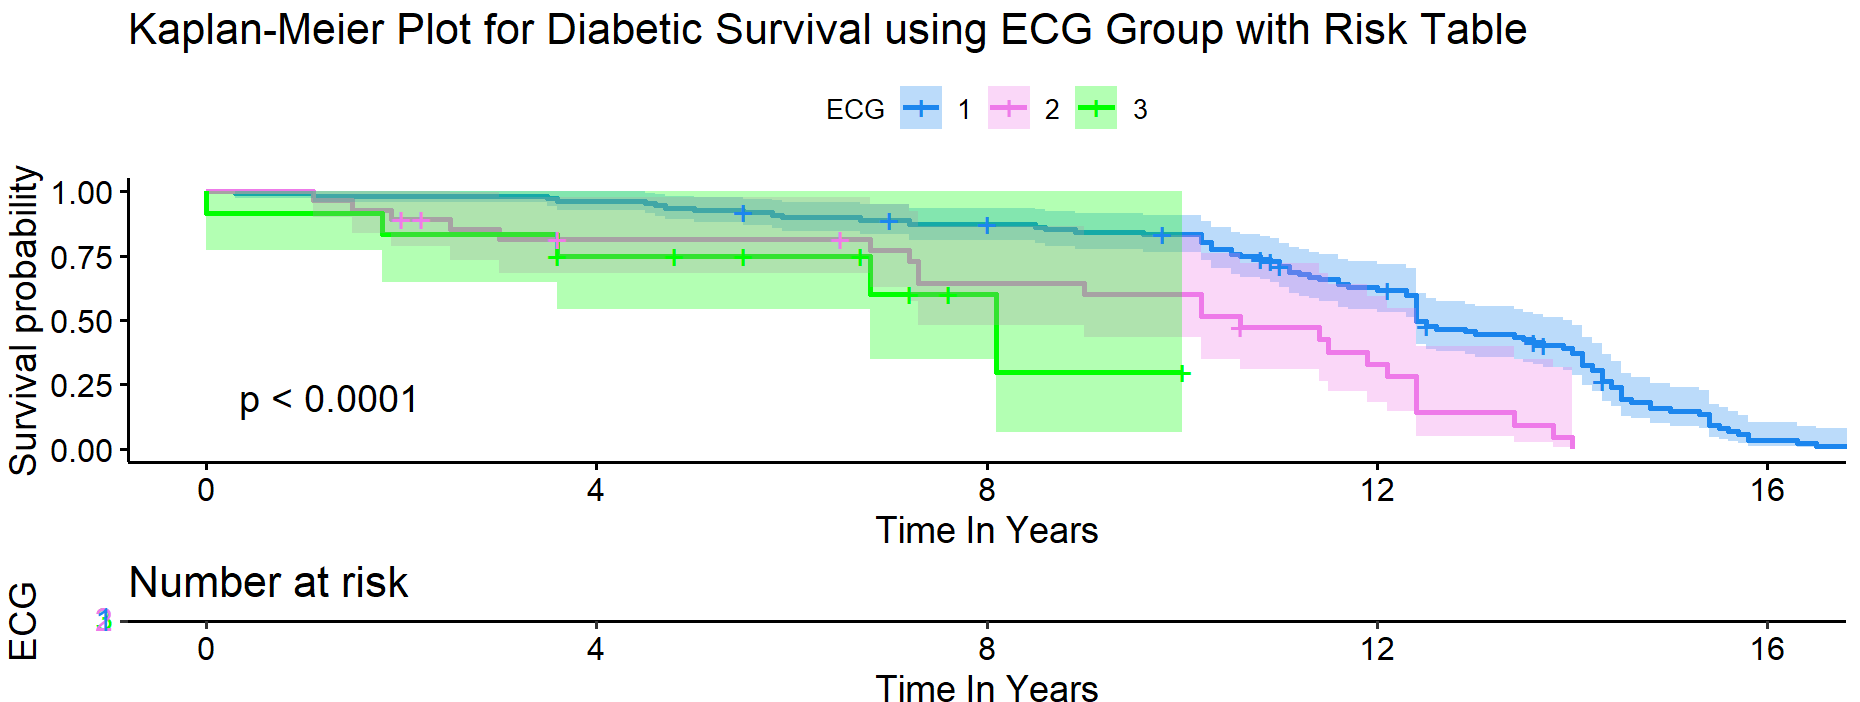 Kaplan-Meier Plot for Diabetic Survival using ECG Group with Risk Table
ECG 1 2 3
Survival probability
1.00
0.75
0.50
0.25
0.00
p < 0.0001
0 4 8 12 16
Time In Years
Number at risk
ECG
0 4 8 12 16
Time In Years